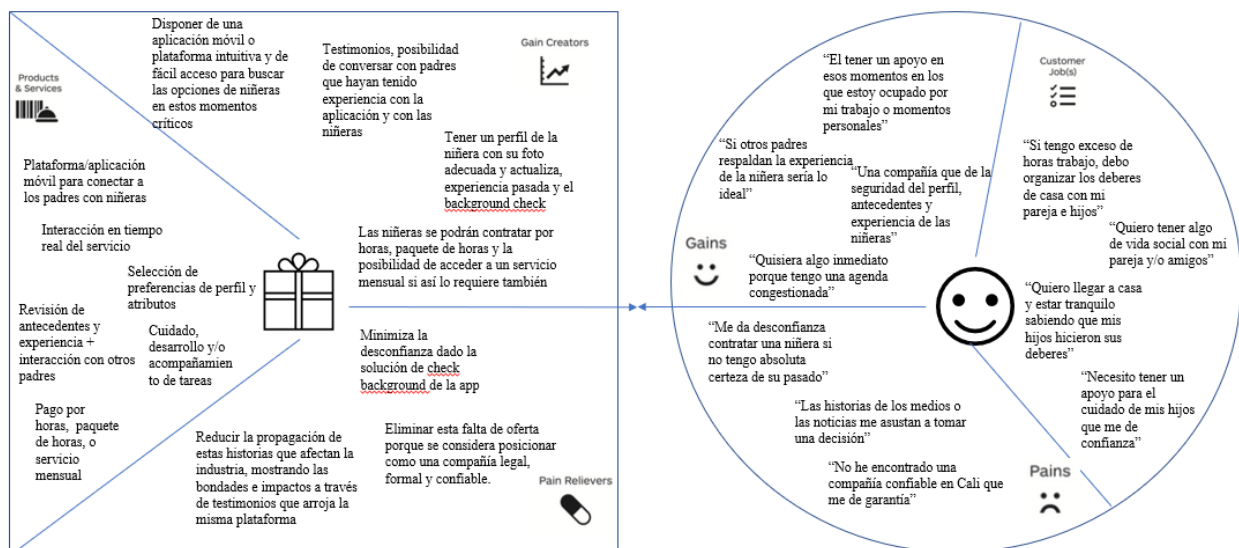 Disponer de una
aplicación móvil o
plataforma intuitiva y de
fácil acceso para buscar
las opciones de niñeras
en estos momentos
críticos
Products
& Services
Plataforma/aplicación
móvil para conectar a
los padres con niñeras
Interacción en tiempo
real del servicio
Selección de
preferencias de perfil y
atributos
Revisión de
antecedentes y
experiencia +
interacción con otros
padres
Cuidado,
desarrollo y/o
acompañamien
to de tareas
Pago por
horas, paquete
de horas, o
servicio
mensual
Gain Creators
Testimonios, posibilidad
de conversar con padres
que hayan tenido
experiencia con la
aplicación y con las
niñeras
Tener un perfil de la
niñera con su foto
adecuada y actualiza,
experiencia pasada y el
background check
Las niñeras se podrán contratar por
horas, paquete de horas y la
posibilidad de acceder a un servicio
mensual si así lo requiere también
Minimiza la
desconfianza dado la
solución de check
background de la app
Reducir la propagación de
estas historias que afectan la
industria, mostrando las
bondades e impactos a través
de testimonios que arroja la
misma plataforma
Eliminar esta falta de oferta
porque se considera posicionar
como una compañía legal,
formal y confiable.
Pain Relievers
“El tener un apoyo en
esos momentos en los
que estoy ocupado por
mi trabajo o momentos
personales”
“Si otros padres
respaldan la experiencia
de la niñera sería lo
ideal”
“Una compañía que de la
seguridad del perfil,
antecedentes y
experiencia de las
niñeras”
Gains
“Quisiera algo inmediato
porque tengo una agenda
congestionada”
Customer
Job(s)
“Si tengo exceso de
horas trabajo, debo
organizar los deberes
de casa con mi
pareja e hijos”
“Quiero tener algo
de vida social con mi
pareja y/o amigos”
“Quiero llegar a casa
y estar tranquilo
sabiendo que mis
hijos hicieron sus
deberes”
“Necesito tener un
apoyo para el
cuidado de mis hijos
que me de
confianza”
“Me da desconfianza
contratar una niñera si
no tengo absoluta
certeza de su pasado”
“Las historias de los medios o
las noticias me asustan a tomar
una decisión”
“No he encontrado una
compañía confiable en Cali que
me de garantía”
Pains